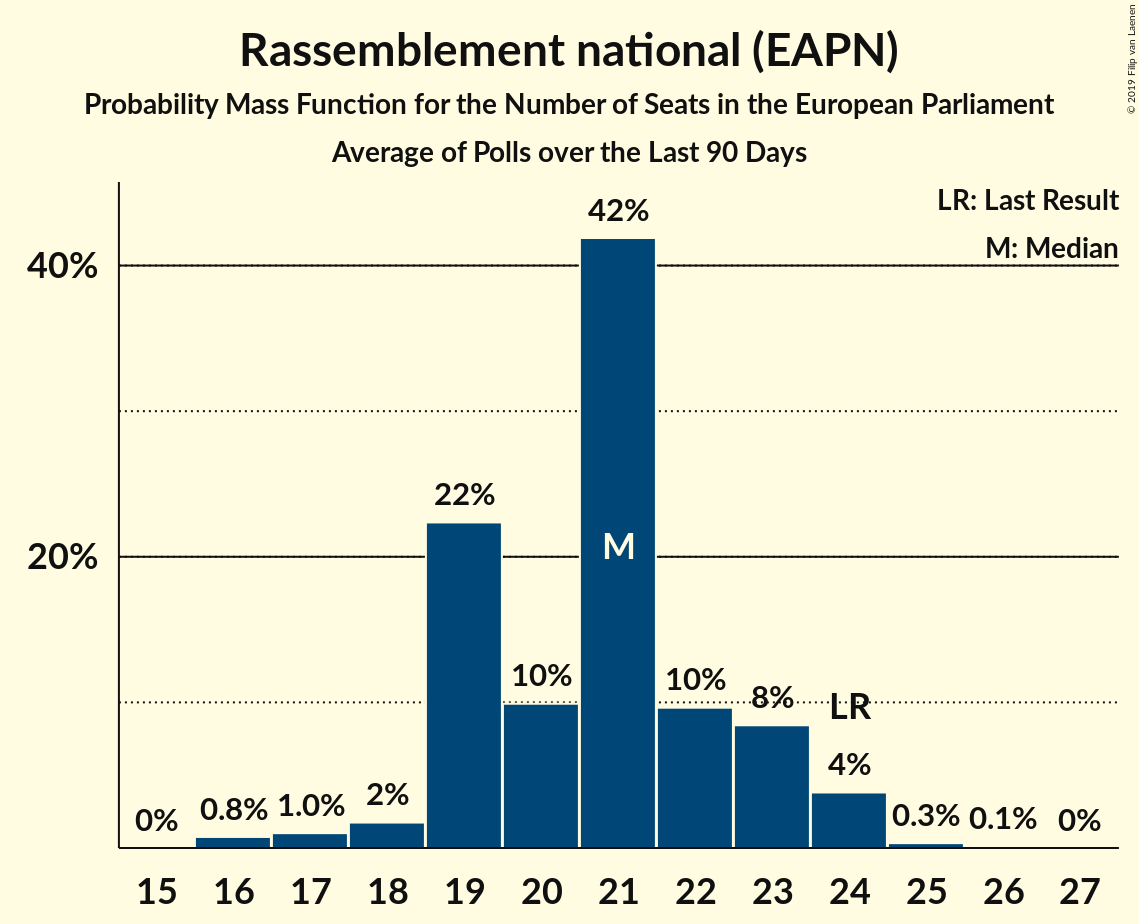 Rassemblement national (EAPN)
Probability Mass Function for the Number of Seats in the European Parliament
Average of Polls over the Last 90 Days
© 2019 Filip van Laenen
LR: Last Result
M: Median
40%
20%
0%
0.8%
1.0%
2%
22%
10%
42%
M
10%
8%
LR
4%
0.3%
0.1%
0%
15 16 17 18 19 20 21 22 23 24 25 26 27